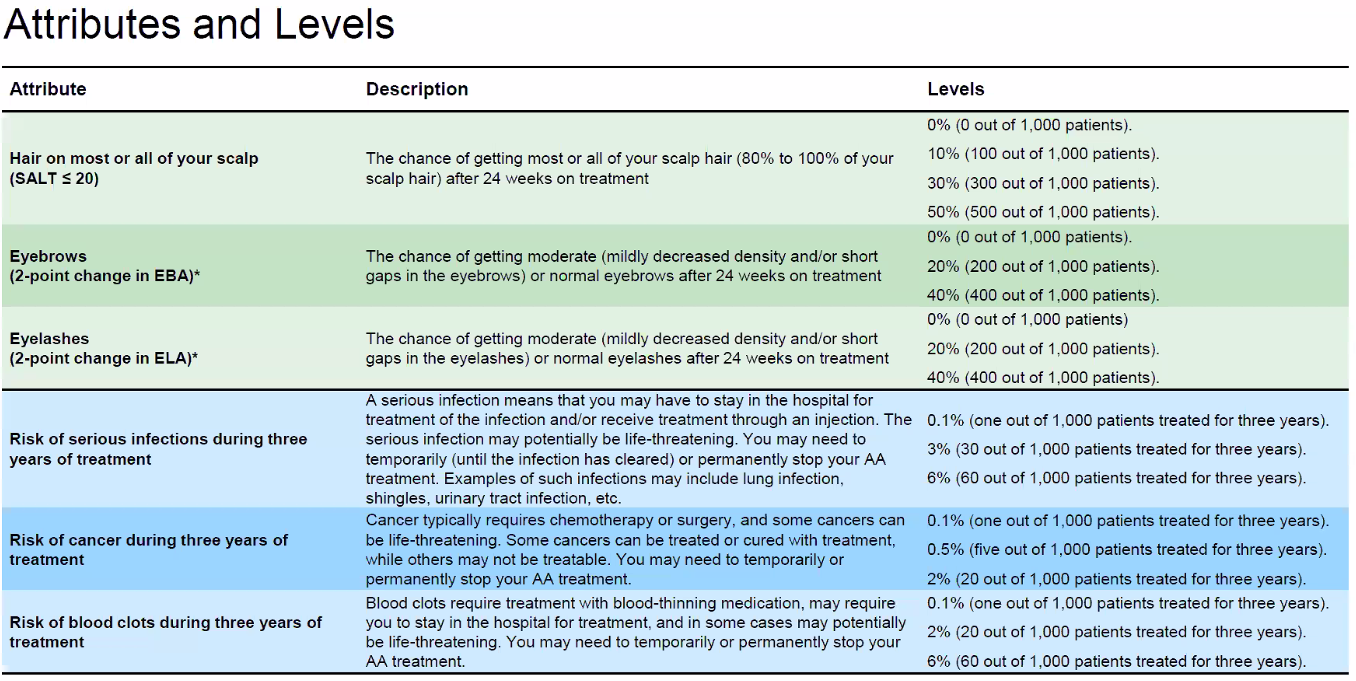 Attributes and Levels
Attribute
Description
Levels
Hair on most or all of your scalp
(SALT ≤ 20)
The chance of getting most or all of your scalp hair (80% to 100% of your
scalp hair) after 24 weeks on treatment
0% (0 out of 1,000 patients).
10% (100 out of 1,000 patients).
30% (300 out of 1,000 patients).
50% (500 out of 1,000 patients).
Eyebrows
(2-point change in EBA)*
The chance of getting moderate (mildly decreased density and/or short
gaps in the eyebrows) or normal eyebrows after 24 weeks on treatment
0% (0 out of 1,000 patients).
20% (200 out of 1,000 patients).
40% (400 out of 1,000 patients).
Eyelashes
(2-point change in ELA)*
The chance of getting moderate (mildly decreased density and/or short
gaps in the eyelashes) or normal eyelashes after 24 weeks on treatment
0% (0 out of 1,000 patients)
20% (200 out of 1,000 patients).
40% (400 out of 1,000 patients).
Risk of serious infections during three
years of treatment
A serious infection means that you may have to stay in the hospital for
treatment of the infection and/or receive treatment through an injection. The
serious infection may potentially be life-threatening. You may need to
temporarily (until the infection has cleared) or permanently stop your AA
treatment. Examples of such infections may include lung infection,
shingles, urinary tract infection, etc.
0.1% (one out of 1,000 patients treated for three years).
3% (30 out of 1,000 patients treated for three years).
6% (60 out of 1,000 patients treated for three years).
Risk of cancer during three years of
treatment
Cancer typically requires chemotherapy or surgery, and some cancers can
be life-threatening. Some cancers can be treated or cured with treatment,
while others may not be treatable. You may need to temporarily or
permanently stop your AA treatment.
0.1% (one out of 1,000 patients treated for three years).
0.5% (five out of 1,000 patients treated for three years).
2% (20 out of 1,000 patients treated for three years).
Risk of blood clots during three years of
treatment
Blood clots require treatment with blood-thinning medication, may require
you to stay in the hospital for treatment, and in some cases may potentially
be life-threatening. You may need to temporarily or permanently stop your
AA treatment.
0.1% (one out of 1,000 patients treated for three years).
2% (20 out of 1,000 patients treated for three years).
6% (60 out of 1,000 patients treated for three years).